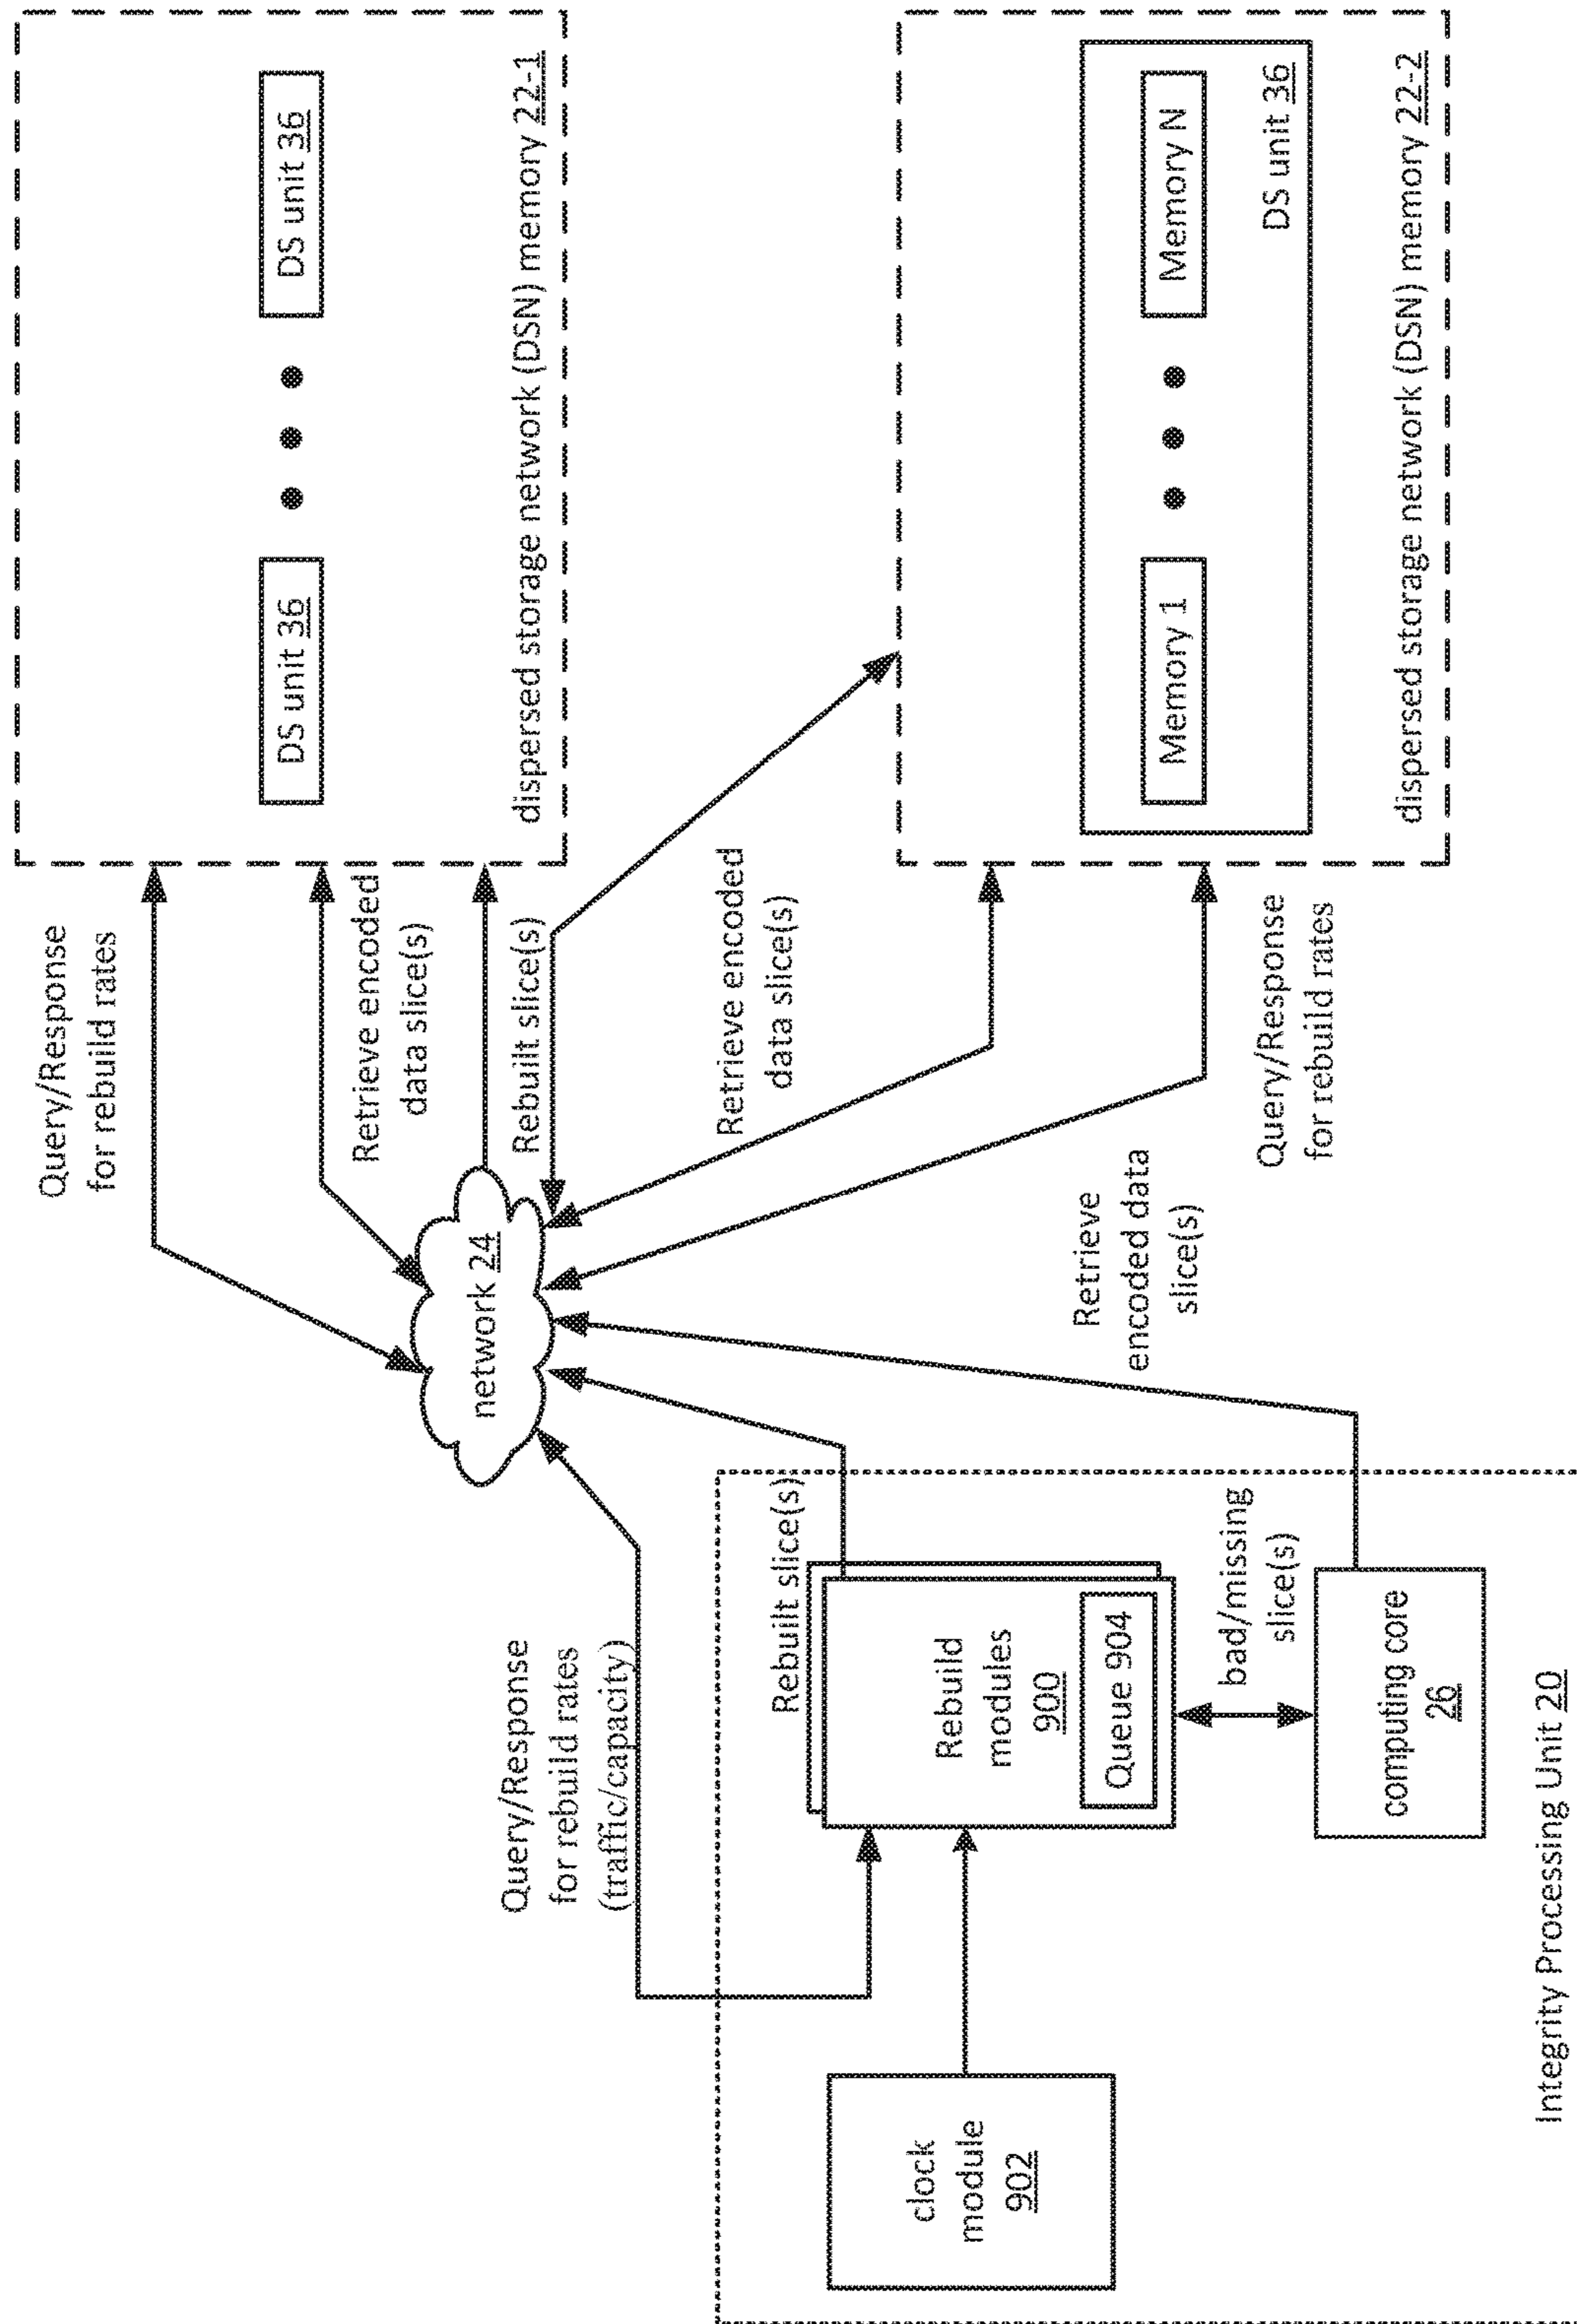 DS unit 36
DS unit 36
dispersed storage network (DSN) memory 22-1
Query/Response
for rebuild rates
Retrieve encoded
data slice(s)
Rebuilt slice(s)
Retrieve encoded
data slice(s)
Query/Response
for rebuild rates
Memory 1
Memory N
DS unit 36
dispersed storage network (DSN) memory 22-2
network 24
Query/Response
for rebuild rates
(traffic/capacity)
Rebuilt slice(s)
Retrieve
encoded data
slice(s)
clock
module
902
Rebuild
modules
900
Queue 904
bad/missing
slice(s)
computing core
26
Integrity Processing Unit 20